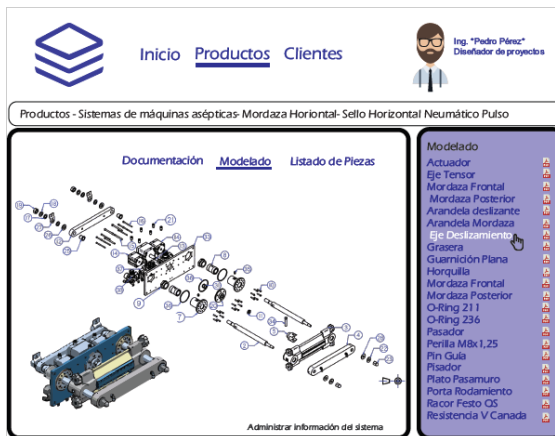 Inicio Productos Clientes
Ing. "Pedro Pérez"
Diseñador de proyectos
Productos - Sistemas de máquinas asépticas- Mordaza Horiontal- Sello Horizontal Neumático Pulso
Documentación Modelado Listado de Piezas
Administrar información del sistema
Modelado
Actuador
Eje Tensor
Mordaza Frontal
Mordaza Posterior
Arandela deslizante
Arandela Mordaza
Eje Deslizamiento
Grasera
Guarnición Plana
Horquilla
Mordaza Frontal
Mordaza Posterior
O-Ring 211
O-Ring 236
Pasador
Perilla M8x1,25
Pin Guía
Pisador
Plato Pasamuro
Porta Rodamiento
Racor Festo QS
Resistencia V Canada